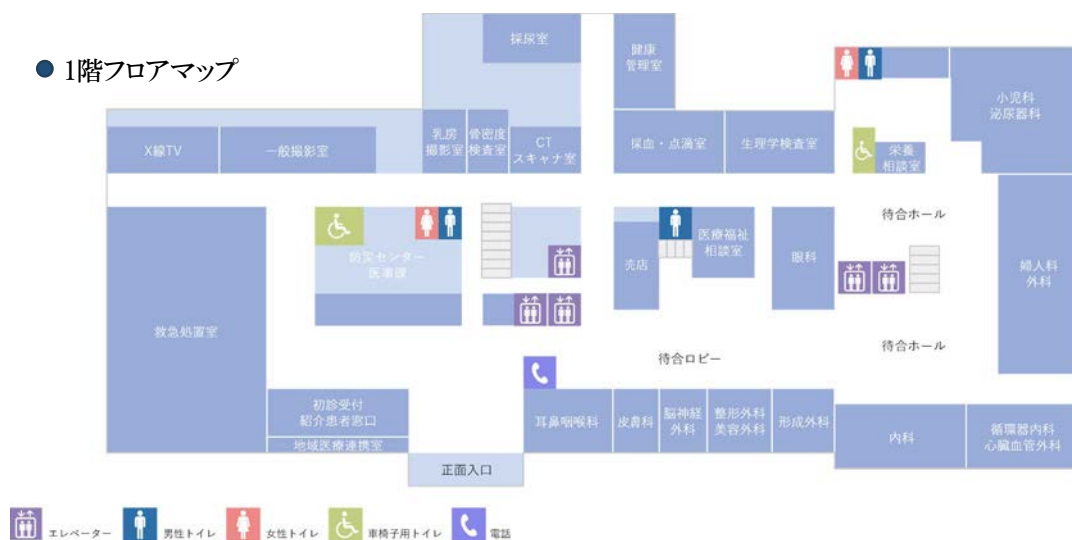 ● 1階フロアマップ
採尿室
健康
管理室
小児科
泌尿器科
X線TV
一般撮影室
乳房
撮影室
骨密度
検査室
CT
スキャナ室
採血・点滴室
生理学検査室
栄養
相談室
待合ホール
防災センター
医事課
売店
医療福祉
相談室
眼科
婦人科
外科
救急処置室
待合ロビー
待合ホール
初診受付
紹介患者窓口
地域医療連携室
耳鼻咽喉科
皮膚科
脳神経
外科
整形外科
美容外科
形成外科
内科
循環器内科
心臓血管外科
正面入口
エレベーター
男性トイレ
女性トイレ
車椅子用トイレ
電話